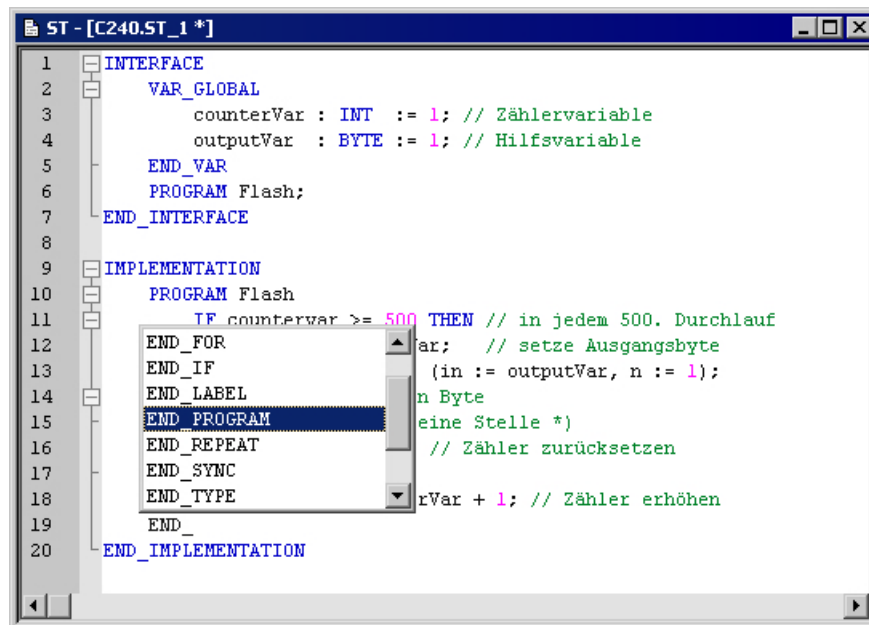 ST - [C240.ST_1 *]
1 INTERFACE
2 VAR_GLOBAL
3 counterVar : INT := 1; // Zählervariable
4 outputVar : BYTE := 1; // Hilfsvariable
5 END_VAR
6 PROGRAM Flash;
7 END_INTERFACE
8
9 IMPLEMENTATION
10 PROGRAM Flash
11 IF countervar >= 500 THEN // in jedem 500. Durchlauf
12 ar; // setze Ausgangsbyte
13 (in := outputVar, n := 1);
14 n Byte
15 eine Stelle *)
16 // Zähler zurücksetzen
17
18 rVar + 1; // Zähler erhöhen
19 END_
20 END_IMPLEMENTATION
END_FOR
END_IF
END_LABEL
END_PROGRAM
END_REPEAT
END_SYNC
END_TYPE